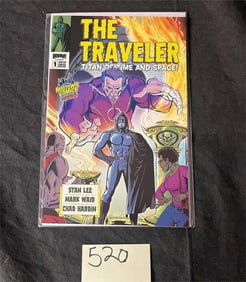 THE
TRAVELER
TITAN OF TIME AND SPACE!
1
STAN LEE
MARK WAID
CHAD HARDIN
520